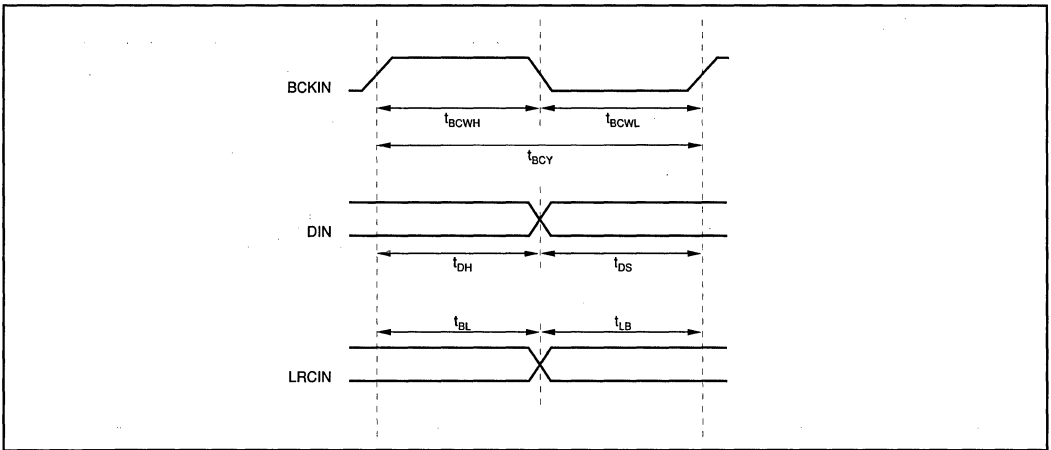 BCKIN
tBCWH tBCWL
tBCY
DIN
tDH tDS
tBL tLB
LRCIN